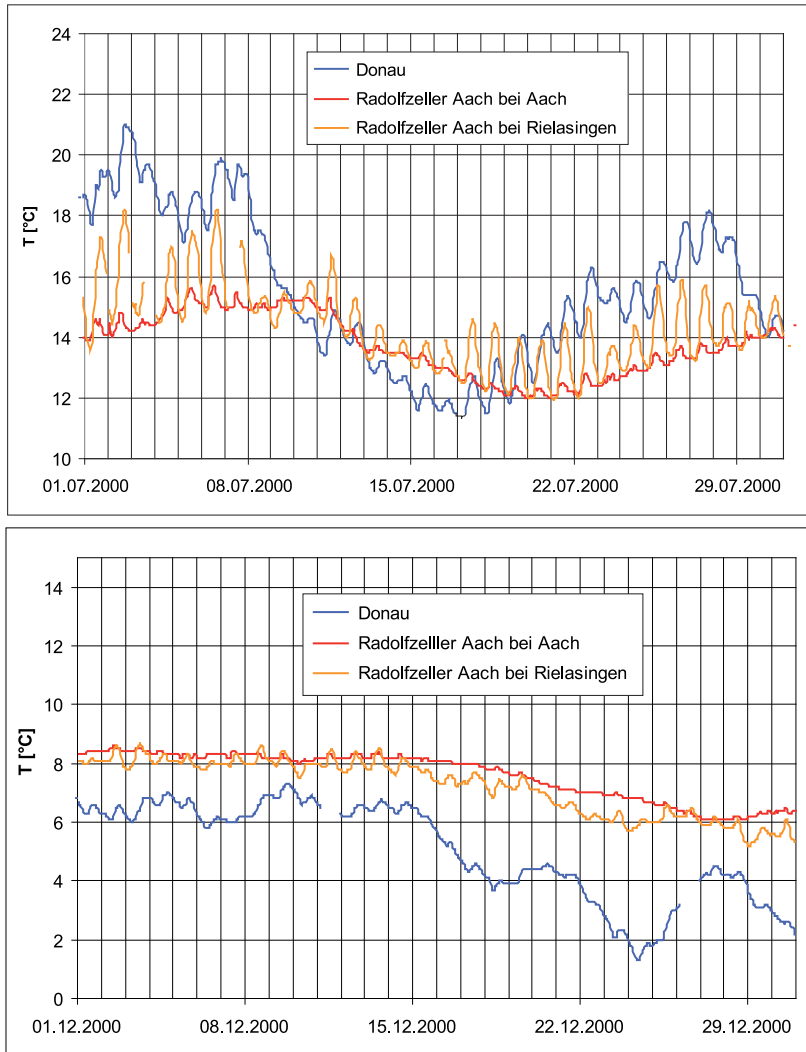 24
22
20
18
16
14
12
10
T [°C]
Donau
Radolfzeller Aach bei Aach
Radolfzeller Aach bei Rielasingen
01.07.2000 08.07.2000 15.07.2000 22.07.2000 29.07.2000
14
12
10
8
6
4
2
0
T [°C]
Donau
Radolfzelller Aach bei Aach
Radolfzeller Aach bei Rielasingen
01.12.2000 08.12.2000 15.12.2000 22.12.2000 29.12.2000